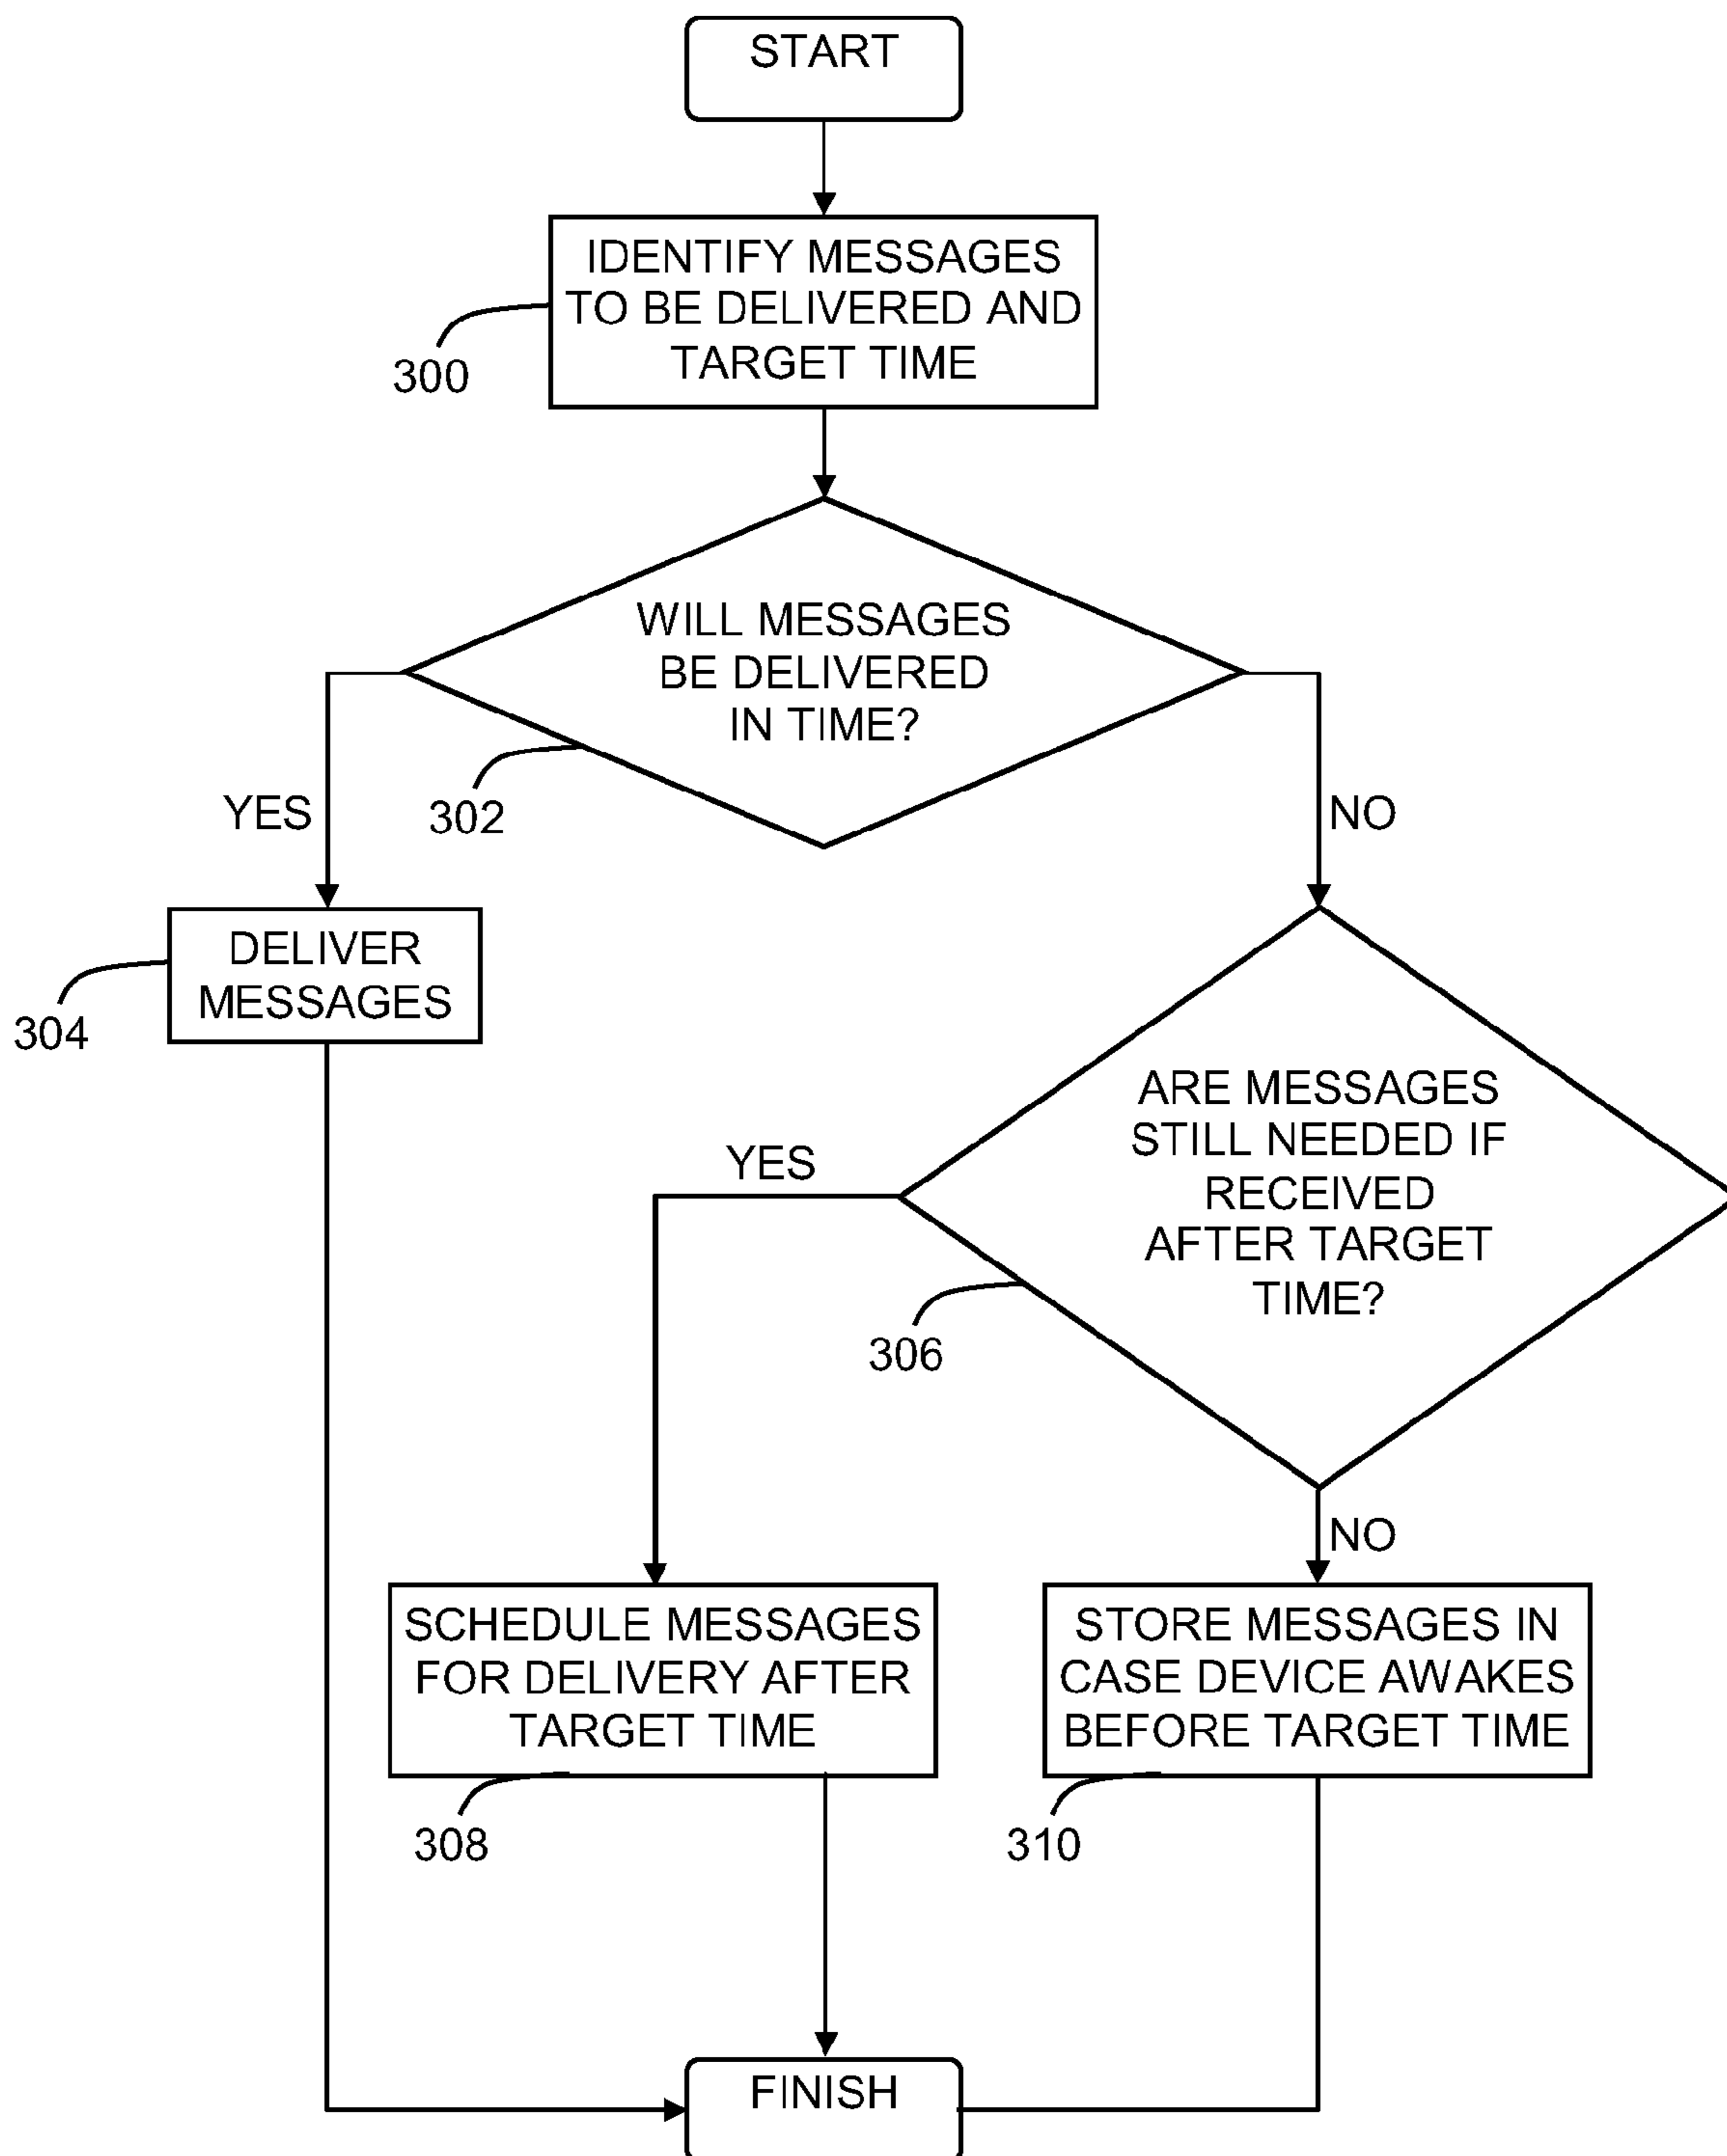 START
IDENTIFY MESSAGES
TO BE DELIVERED AND
TARGET TIME
300
WILL MESSAGES
BE DELIVERED
IN TIME?
302
YES
NO
DELIVER
MESSAGES
304
ARE MESSAGES
STILL NEEDED IF
RECEIVED
AFTER TARGET
TIME?
306
YES
NO
SCHEDULE MESSAGES
FOR DELIVERY AFTER
TARGET TIME
308
STORE MESSAGES IN
CASE DEVICE AWAKES
BEFORE TARGET TIME
310
FINISH